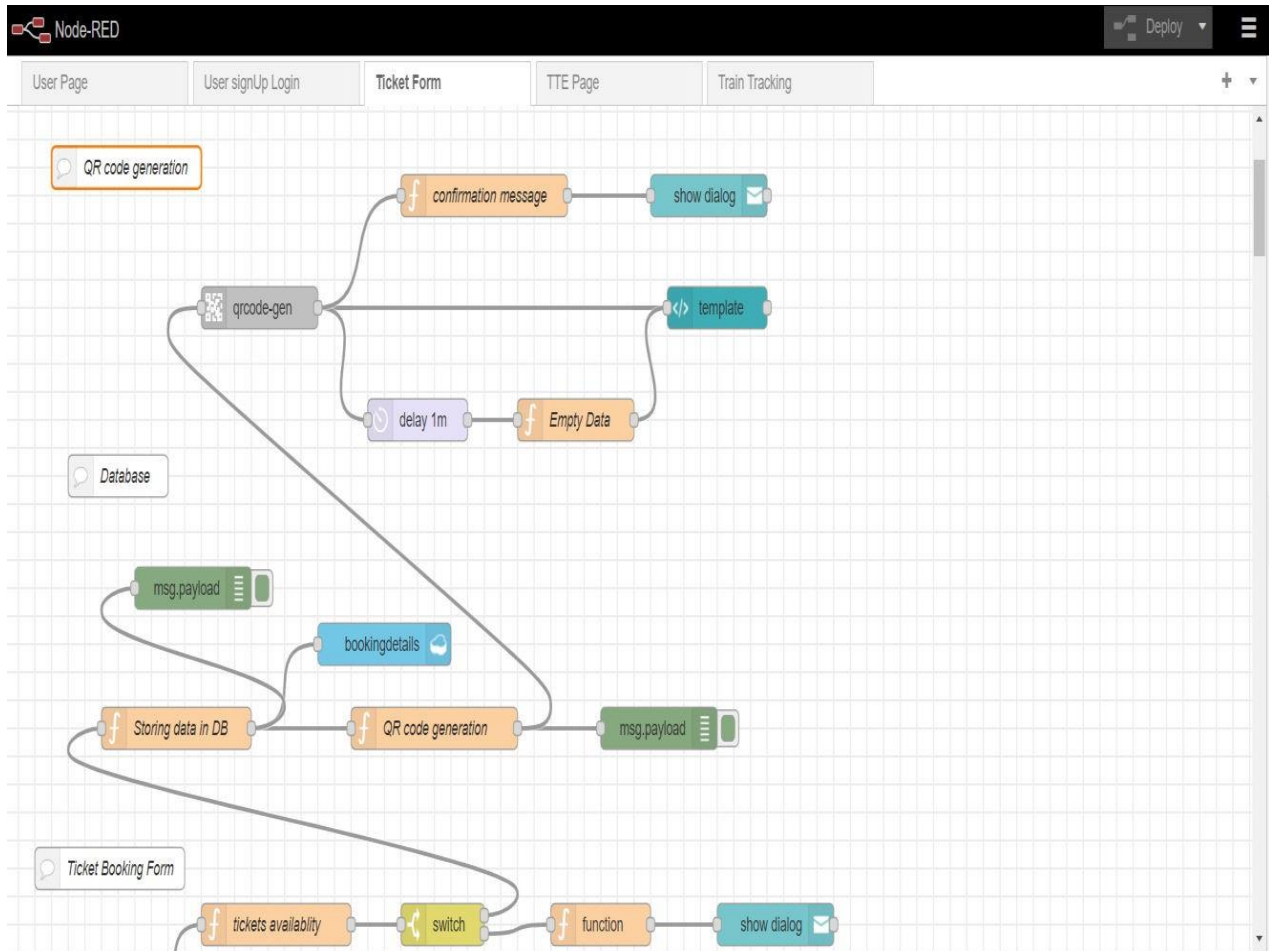 Node-RED
Deploy
User Page
User signUp Login
Ticket Form
TTE Page
Train Tracking
QR code generation
confirmation message
show dialog
qrcode-gen
template
delay 1m
Empty Data
Database
msg.payload
bookingdetails
Storing data in DB
QR code generation
msg.payload
Ticket Booking Form
tickets availablity
switch
function
show dialog